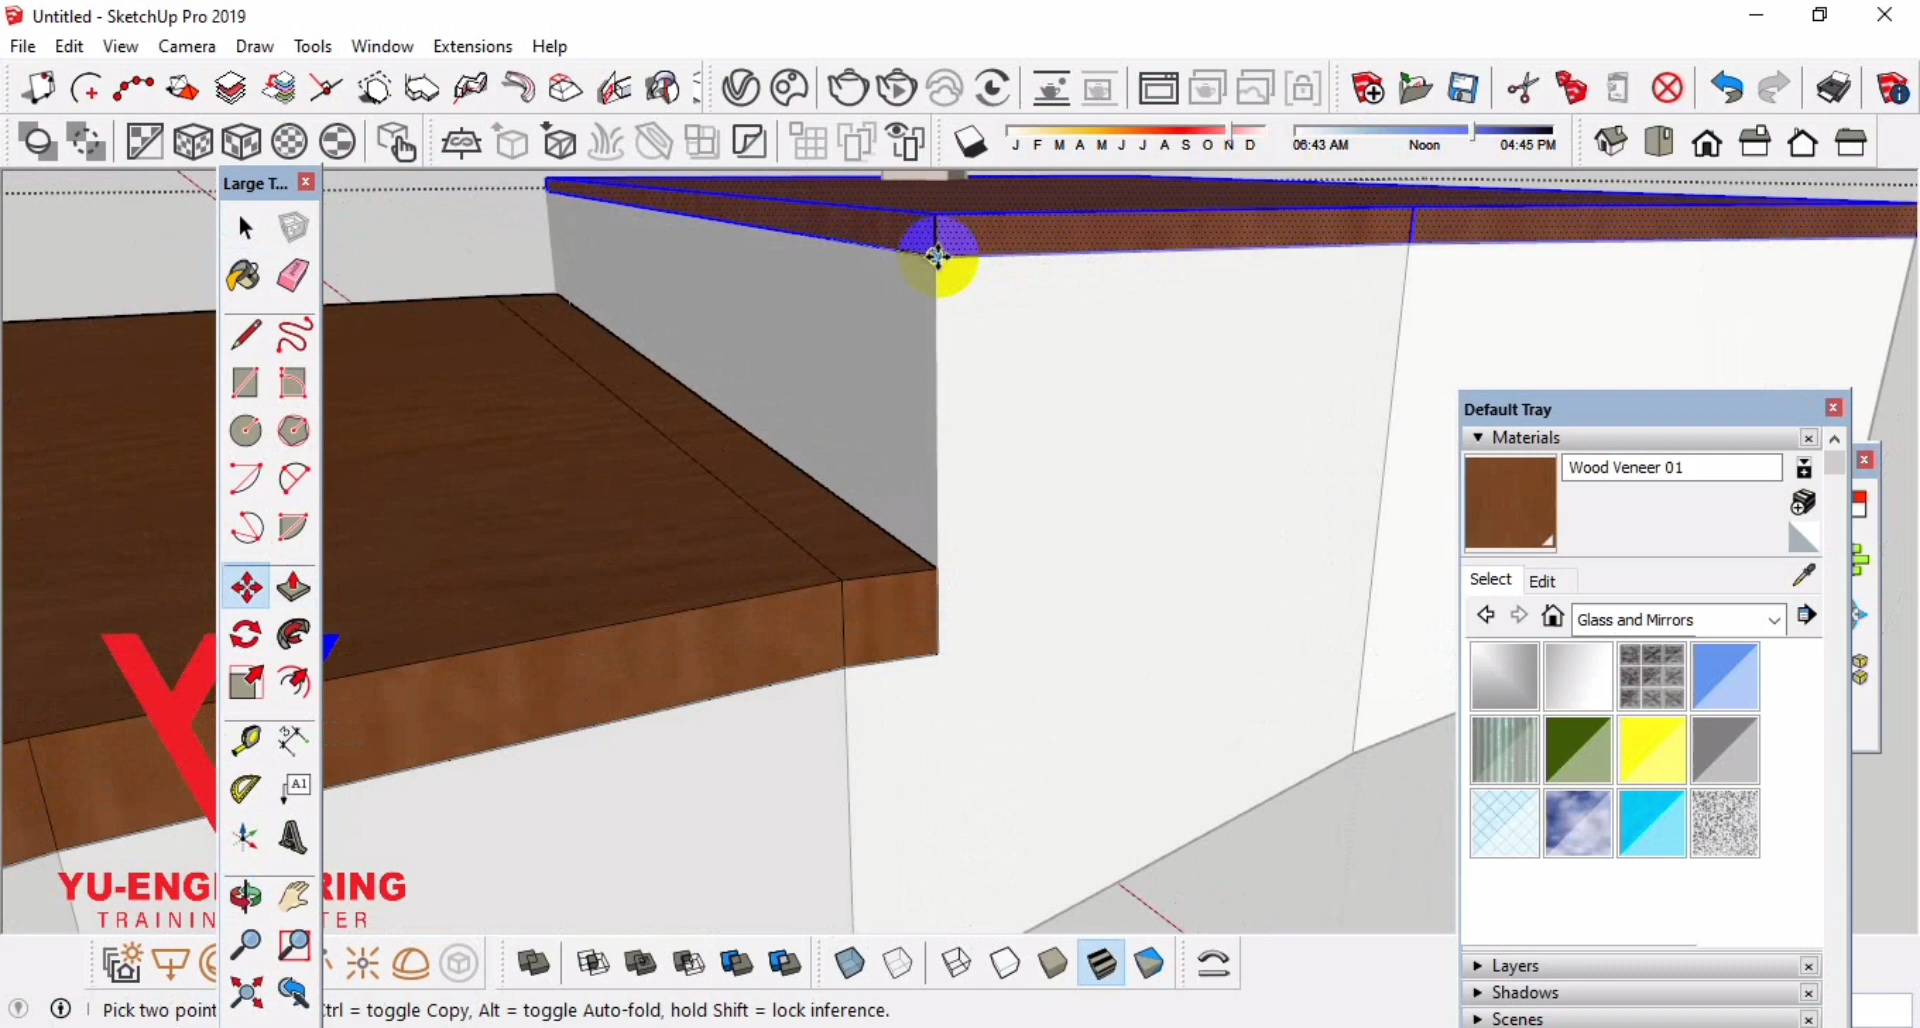 Untitled - SketchUp Pro 2019
File Edit View Camera Draw Tools Window Extensions Help
J F M A M J J A S O N D
06:43 AM Noon 04:45 PM
Large T...
Default Tray
Materials
Wood Veneer 01
Select Edit
Glass and Mirrors
A1
YU-ENGI RING
TRAININ TER
Layers
Shadows
Scenes
Pick two point trl = toggle Copy, Alt = toggle Auto-fold, hold Shift = lock inference.